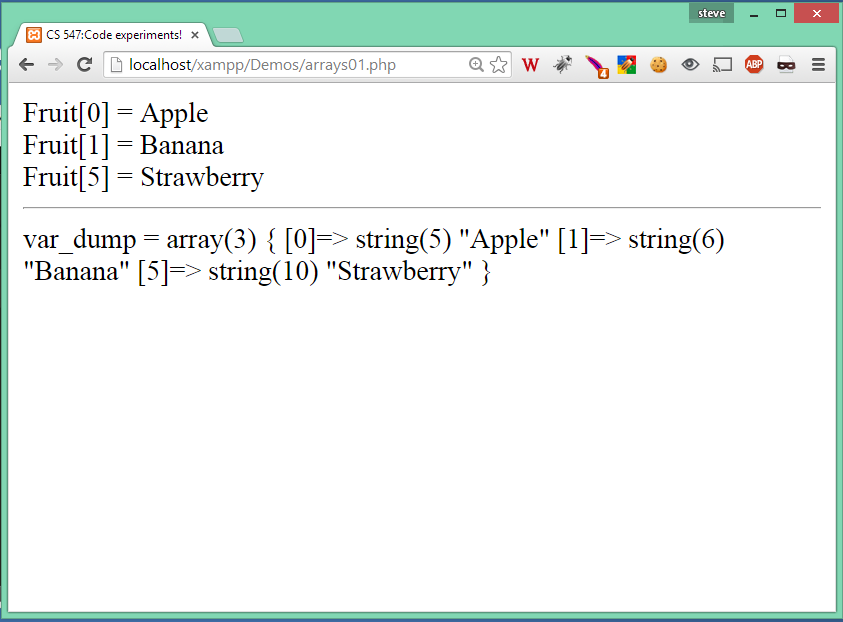 steve
CS 547:Code experiments!
localhost/xampp/Demos/arrays01.php
W
4
ABP
Fruit[0] = Apple
Fruit[1] = Banana
Fruit[5] = Strawberry
var_dump = array(3) { [0]=> string(5) "Apple" [1]=> string(6)
"Banana" [5]=> string(10) "Strawberry" }